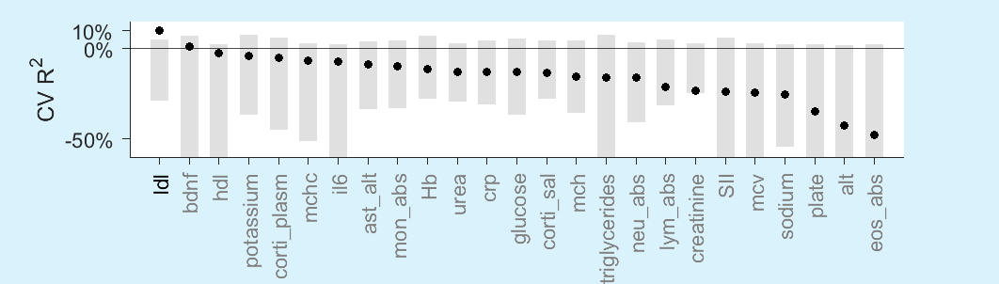 10%
0%
-50%
CV R²
ldl
bdnf
hdl
potassium
corti_plasm
mchc
il6
ast_alt
mon_abs
Hb
urea
crp
glucose
corti_sal
mch
triglycerides
neu_abs
lym_abs
creatinine
SII
mcv
sodium
plate
alt
eos_abs